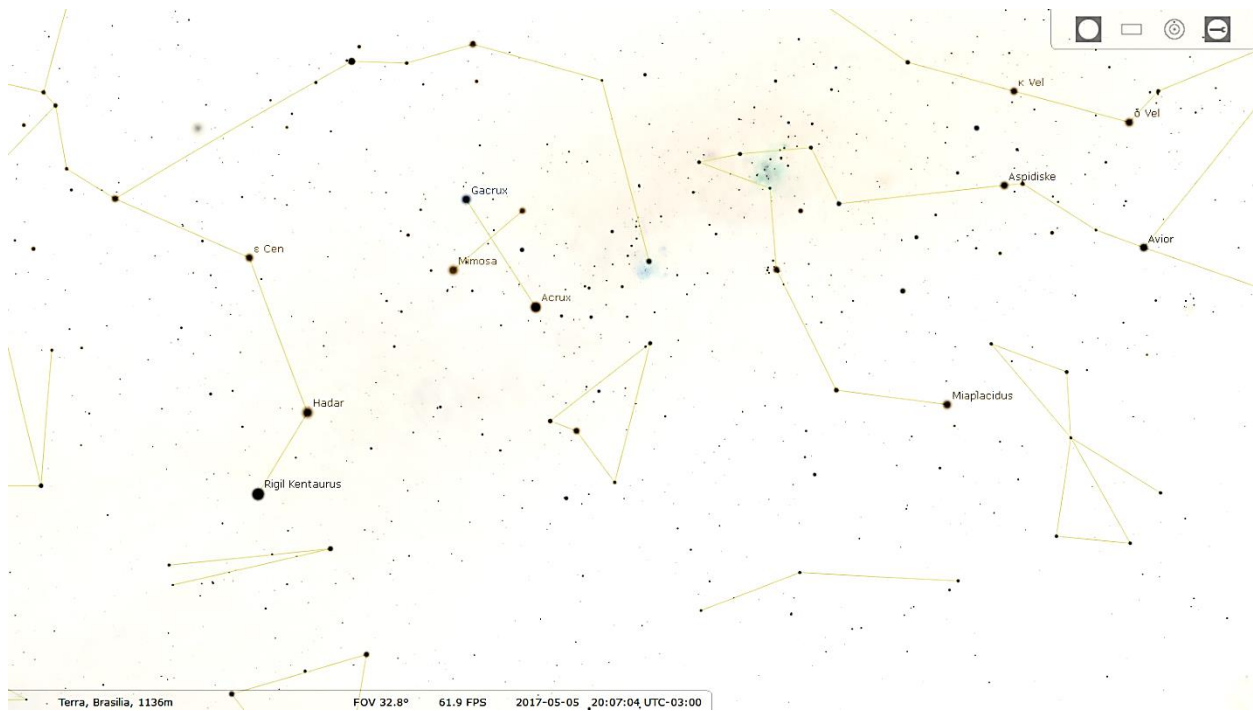 κ Vel
δ Vel
Aspidiske
Gacrux
Avior
ε Cen
Mimosa
Acrux
Miaplacidus
Hadar
Rigil Kentaurus
Terra, Brasília, 1136m FOV 32.8° 61.9 FPS 2017-05-05 20:07:04 UTC-03:00